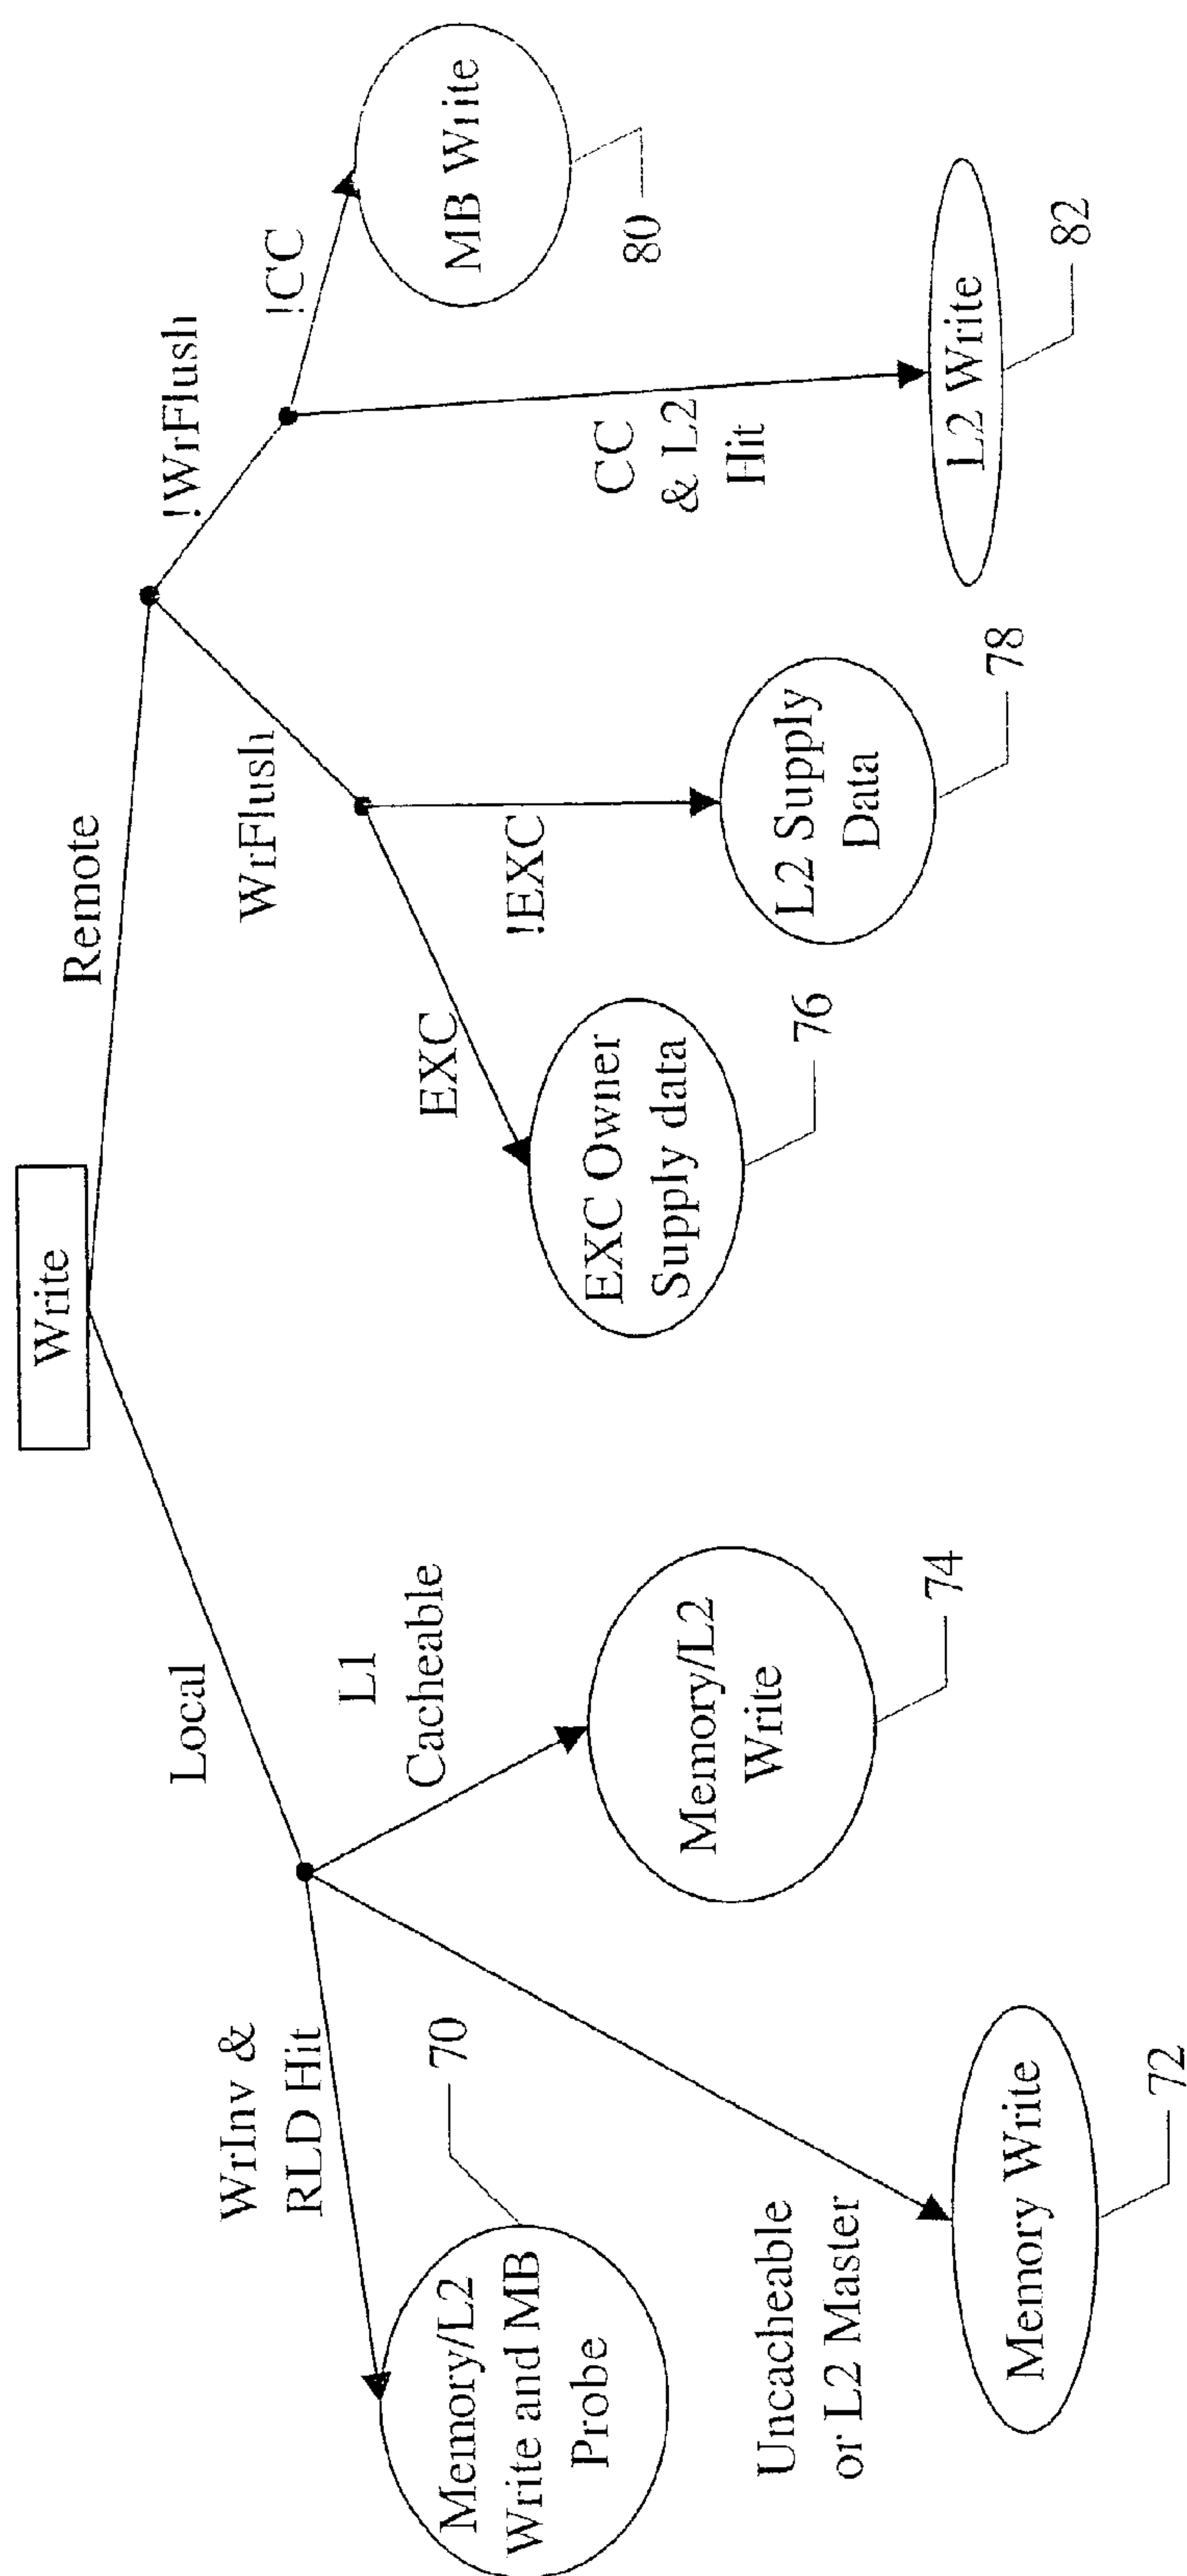 Write
Local
Remote
WrInv &
RLD Hit
L1
Cacheable
Uncacheable
or L2 Master
Memory/L2
Write and MB
Probe
70
Memory Write
72
Memory/L2
Write
74
WrFlush
!WrFlush
EXC
!EXC
EXC Owner
Supply data
76
L2 Supply
Data
78
!CC
CC
& L2
Hit
MB Write
80
L2 Write
82